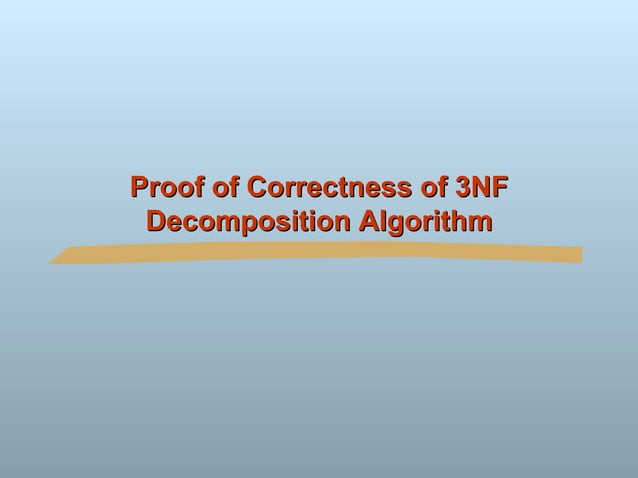 Proof of Correctness of 3NF
Decomposition Algorithm